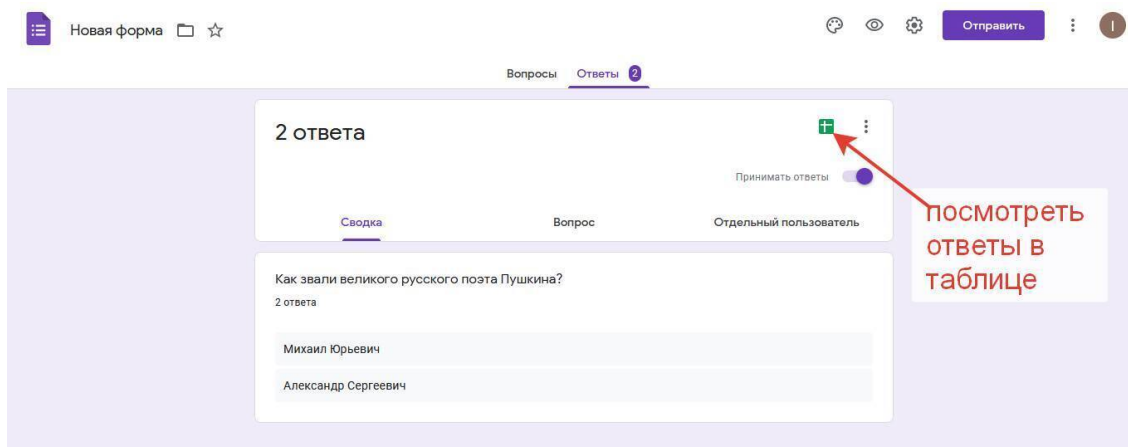 Новая форма
Отправить
I
Вопросы Ответы 2
2 ответа
Принимать ответы
Сводка Вопрос Отдельный пользователь
посмотреть
ответы в
таблице
Как звали великого русского поэта Пушкина?
2 ответа
Михаил Юрьевич
Александр Сергеевич